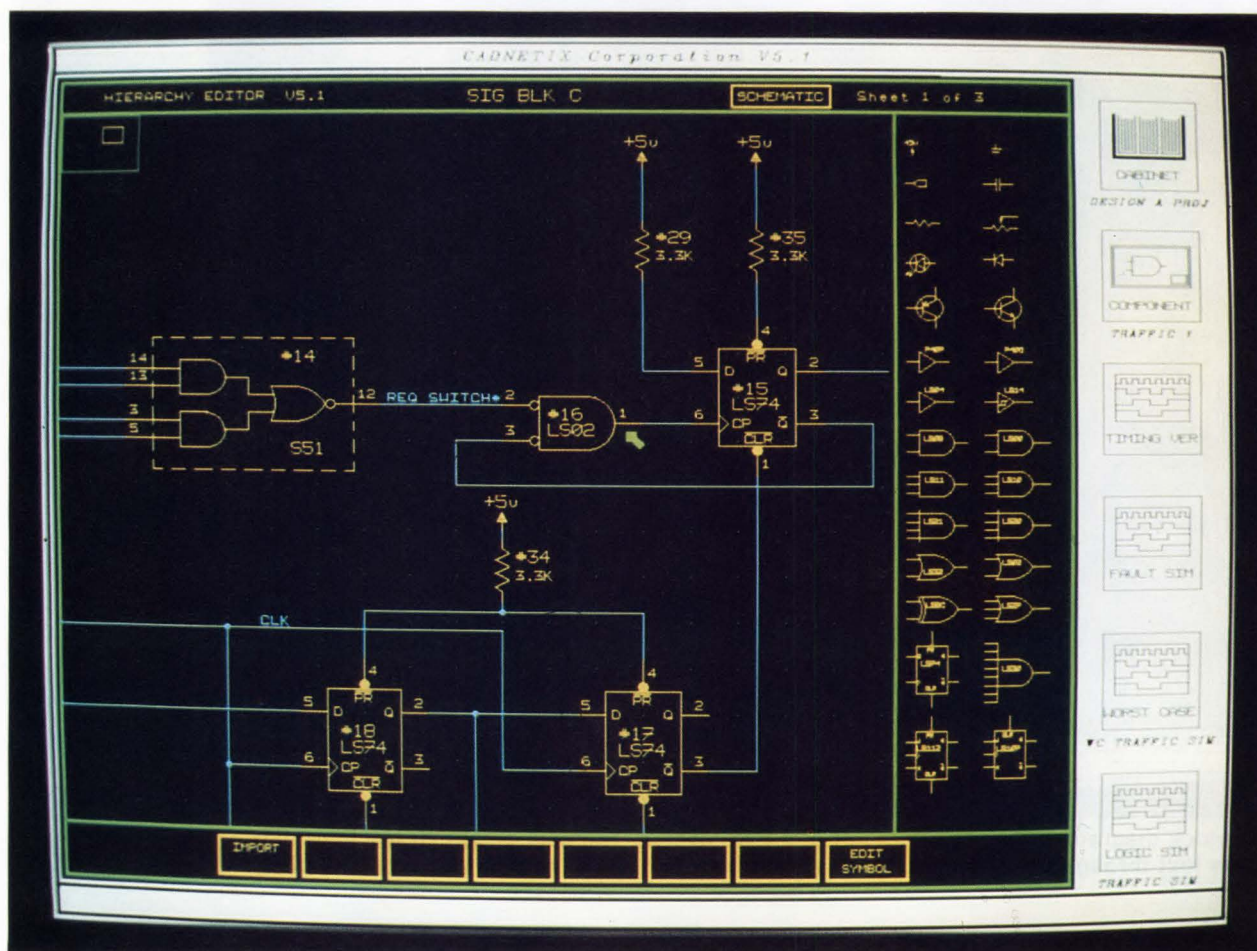 CADNETIX Corporation V5.1
HIERARCHY EDITOR V5.1
SIG BLK C
SCHEMATIC
Sheet 1 of 3
+5v
+5v
*29
3.3K
*35
3.3K
14
13
3
5
*14
S51
12
REQ SWITCH*
2
3
*16
LS02
1
4
PR
5
D
Q
2
*15
LS74
6
CP
Q
3
CLR
1
+5v
*34
3.3K
CLK
4
PR
5
D
Q
2
*18
LS74
6
CP
Q
3
CLR
1
4
PR
5
D
Q
2
*17
LS74
6
CP
Q
3
CLR
1
LS04
LS14
LS11
LS10
IMPORT
EDIT
SYMBOL
CABINET
DESIGN A PROJ
COMPONENT
TIMING VER
FAULT SIM
WORST CASE
WC TRAFFIC SIM
LOGIC SIM
TRAFFIC SIM